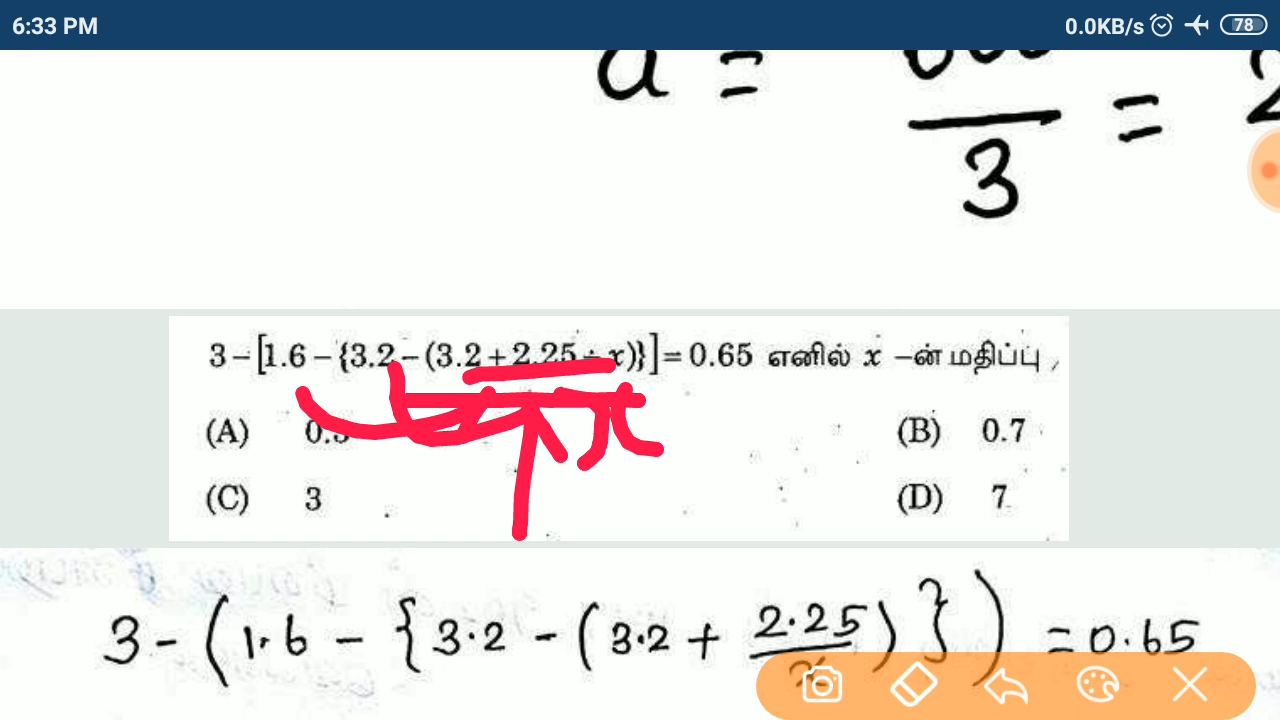 6:33 PM 0.0KB/s 78
a = 3 =
3 – [1.6 – {3.2 – (3.2 + 2.25 ÷ x)}] = 0.65 எனில் x –ன் மதிப்பு
(A) (B) 0.7
(C) 3 (D) 7
3 - (1.6 - {3.2 - (3.2 + 2.25/x)}) = 0.65